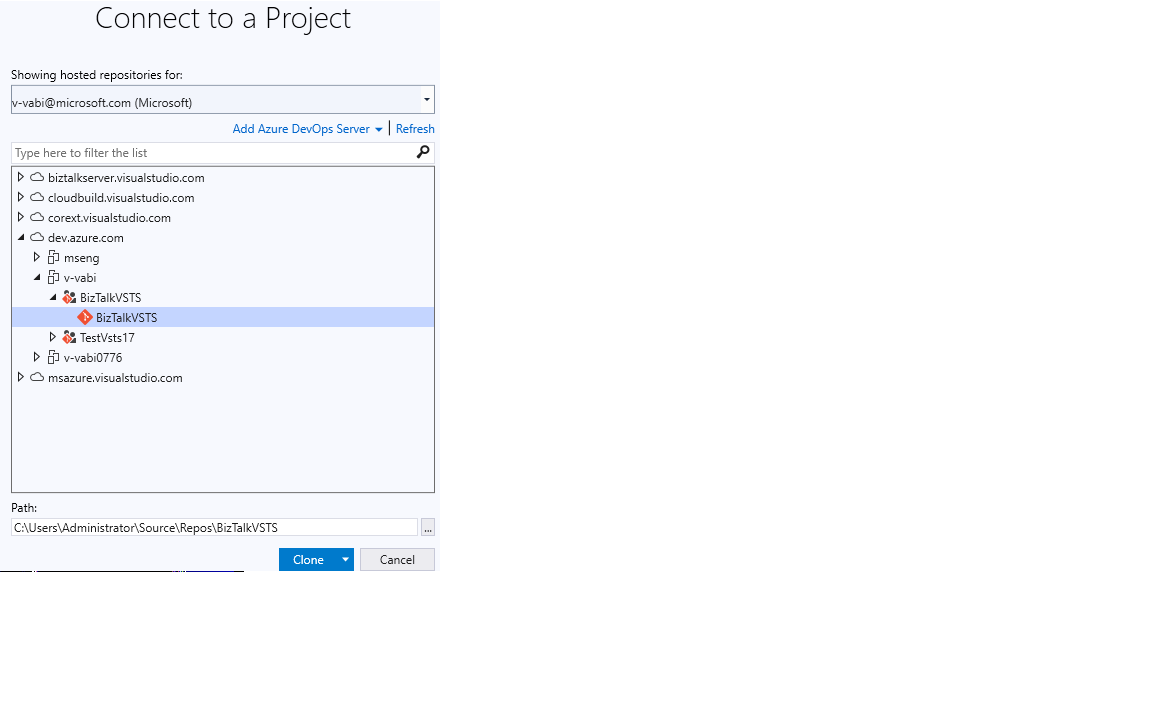 Connect to a Project
Showing hosted repositories for:
v-vabi@microsoft.com (Microsoft)
Add Azure DevOps Server | Refresh
Type here to filter the list
biztalkserver.visualstudio.com
cloudbuild.visualstudio.com
corext.visualstudio.com
dev.azure.com
mseng
v-vabi
BizTalkVSTS
BizTalkVSTS
TestVsts17
v-vabi0776
msazure.visualstudio.com
Path:
C:\Users\Administrator\Source\Repos\BizTalkVSTS
...
Clone Cancel